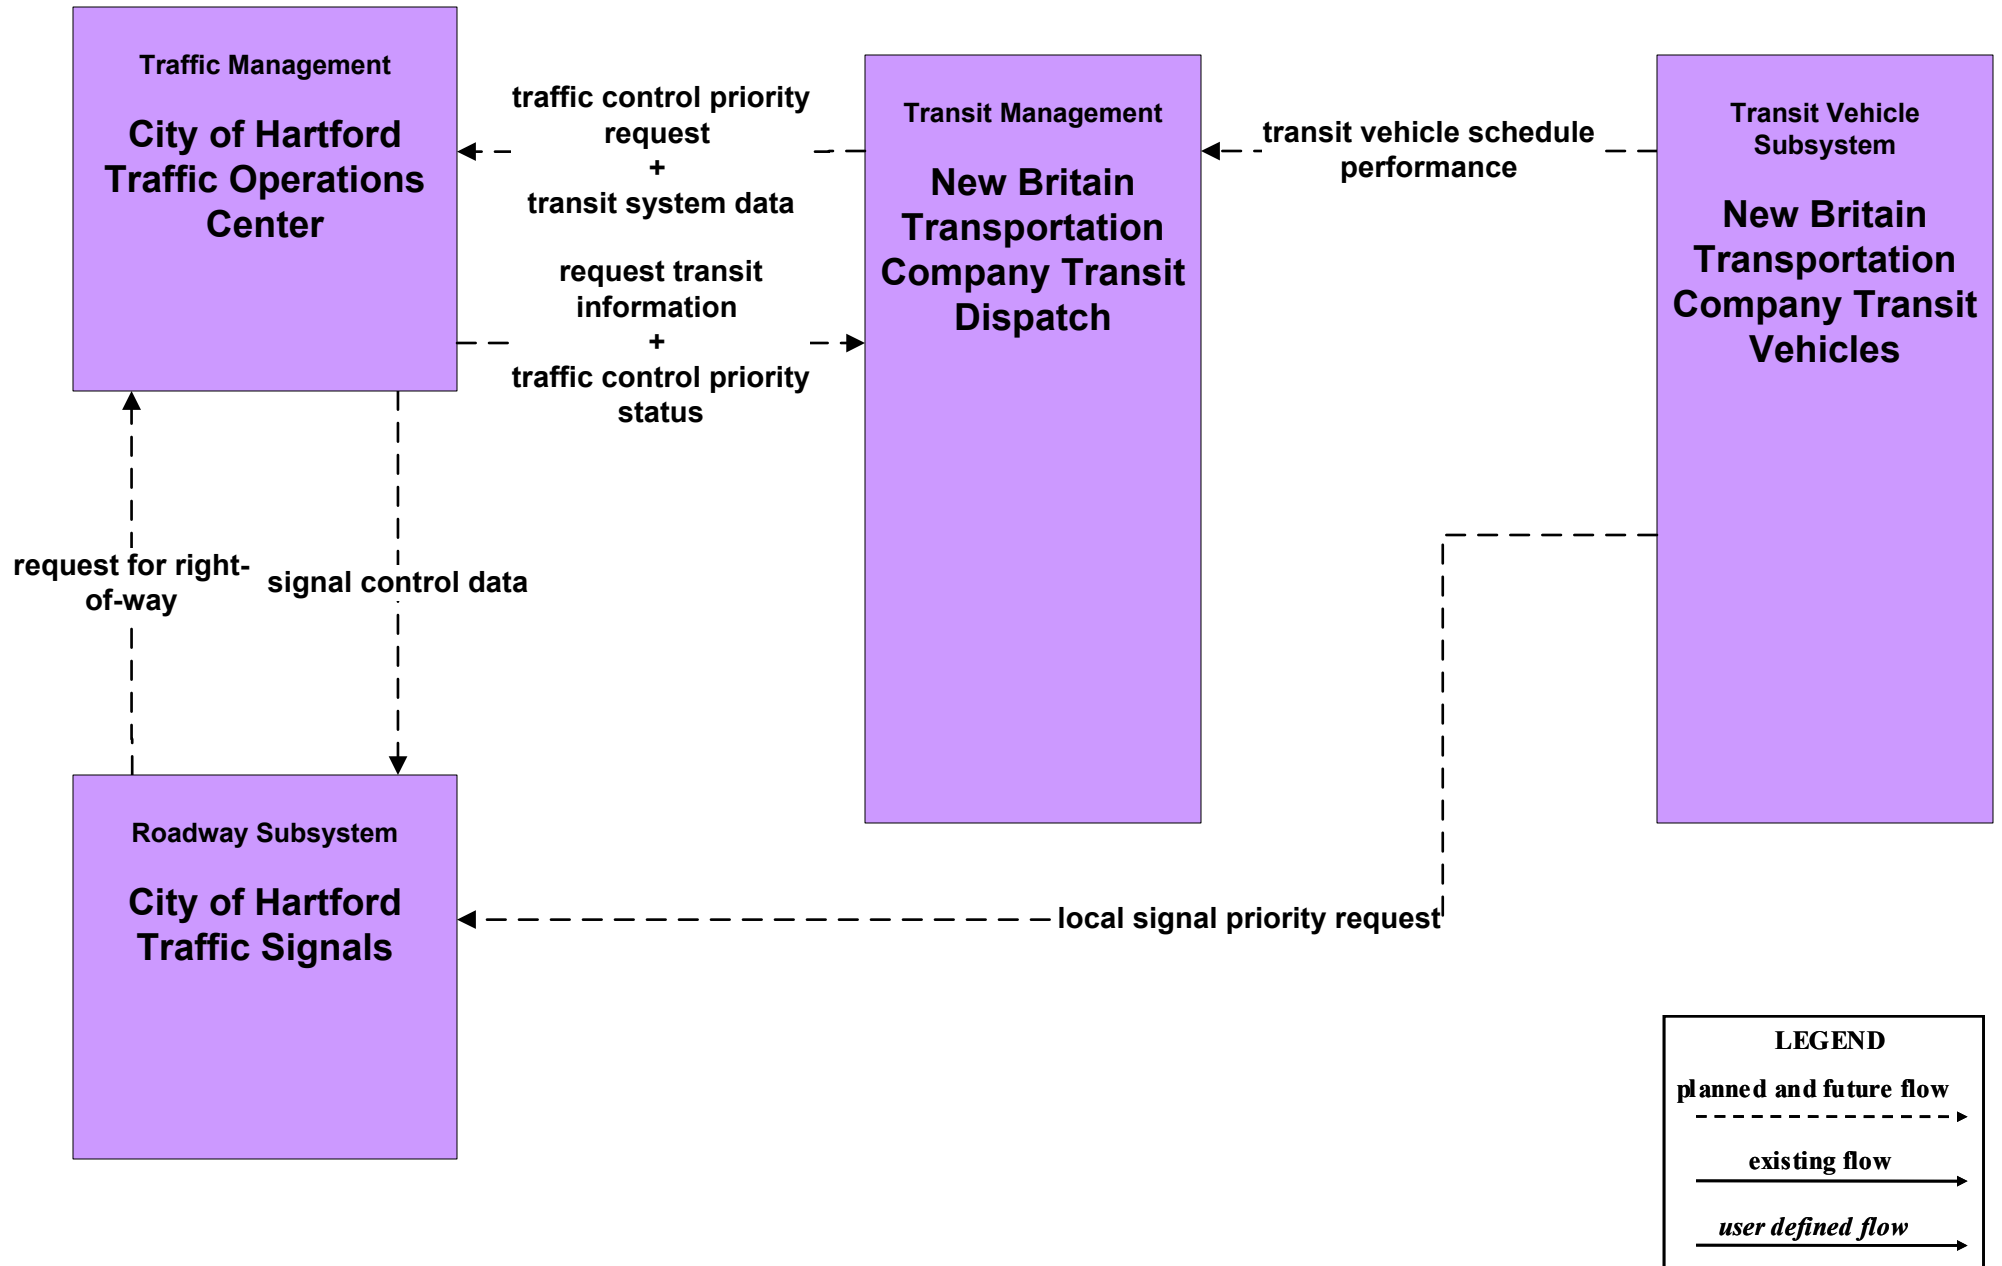 Traffic Management
City of Hartford
Traffic Operations
Center
traffic control priority
request
+
transit system data
request transit
information
+
traffic control priority
status
Transit Management
New Britain
Transportation
Company Transit
Dispatch
transit vehicle schedule
performance
Transit Vehicle
Subsystem
New Britain
Transportation
Company Transit
Vehicles
request for right-
of-way
signal control data
Roadway Subsystem
City of Hartford
Traffic Signals
local signal priority request
LEGEND
planned and future flow
existing flow
user defined flow